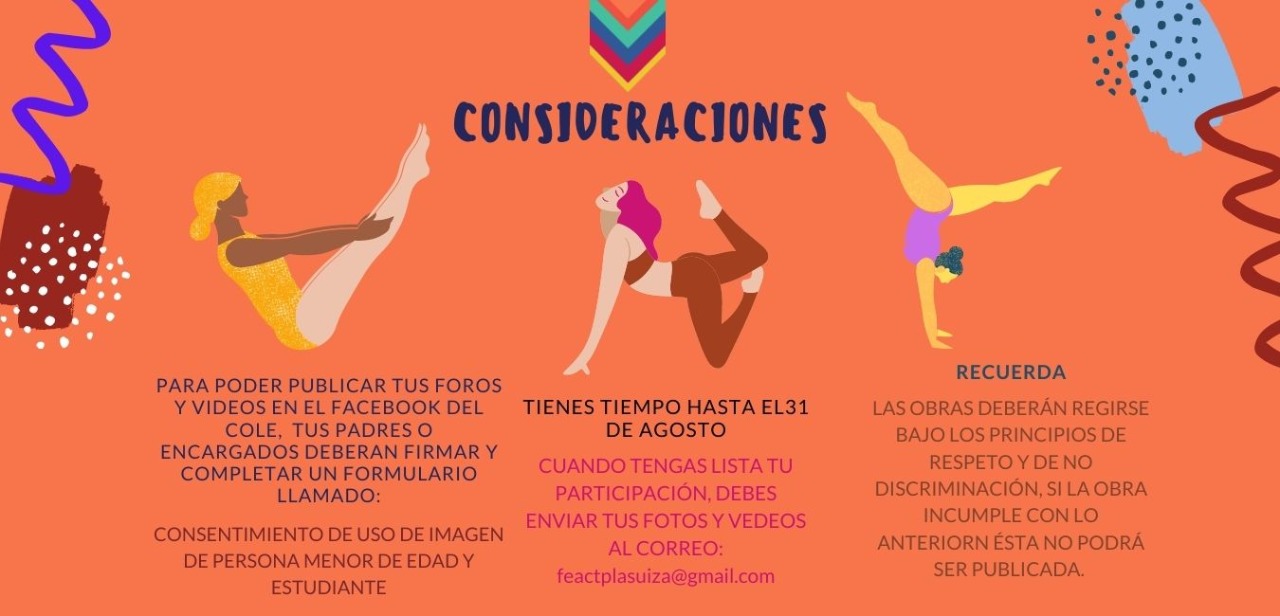 CONSIDERACIONES
PARA PODER PUBLICAR TUS FOROS
Y VIDEOS EN EL FACEBOOK DEL
COLE, TUS PADRES O
ENCARGADOS DEBERAN FIRMAR Y
COMPLETAR UN FORMULARIO
LLAMADO:
CONSENTIMIENTO DE USO DE IMAGEN
DE PERSONA MENOR DE EDAD Y
ESTUDIANTE
TIENES TIEMPO HASTA EL31
DE AGOSTO
CUANDO TENGAS LISTA TU
PARTICIPACIÓN, DEBES
ENVIAR TUS FOTOS Y VEDEOS
AL CORREO:
feactplasuiza@gmail.com
RECUERDA
LAS OBRAS DEBERÁN REGIRSE
BAJO LOS PRINCIPIOS DE
RESPETO Y DE NO
DISCRIMINACIÓN, SI LA OBRA
INCUMPLE CON LO
ANTERIORN ÉSTA NO PODRÁ
SER PUBLICADA.